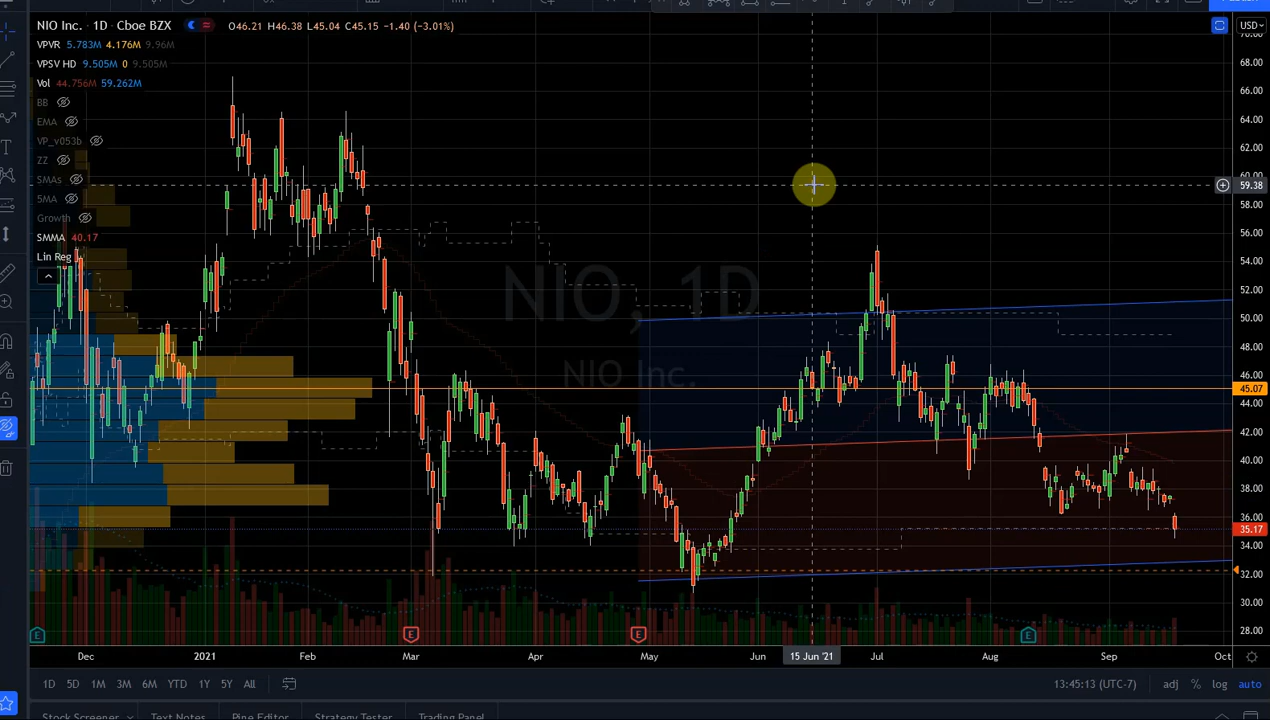 NIO Inc. · 1D · Cboe BZX O46.21 H46.38 L45.04 C45.15 −1.40 (−3.01%)
VPVR 5.783M 4.176M 9.96M
VPSV HD 9.505M 0 9.505M
Vol 44.756M 59.262M
BB
EMA
VP_v053b
ZZ
SMAs
5MA
Growth
SMMA 40.17
Lin Reg
NIO, 1D
NIO Inc.
USD
68.00
66.00
64.00
62.00
60.00
59.38
58.00
56.00
54.00
52.00
50.00
48.00
46.00
45.07
44.00
42.00
40.00
38.00
36.00
35.17
34.00
32.00
30.00
28.00
E E E E
Dec 2021 Feb Mar Apr May Jun 15 Jun '21 Jul Aug Sep Oct
1D 5D 1M 3M 6M YTD 1Y 5Y All 13:45:13 (UTC-7) adj % log auto
Stock Screener Text Notes Pine Editor Strategy Tester Trading Panel